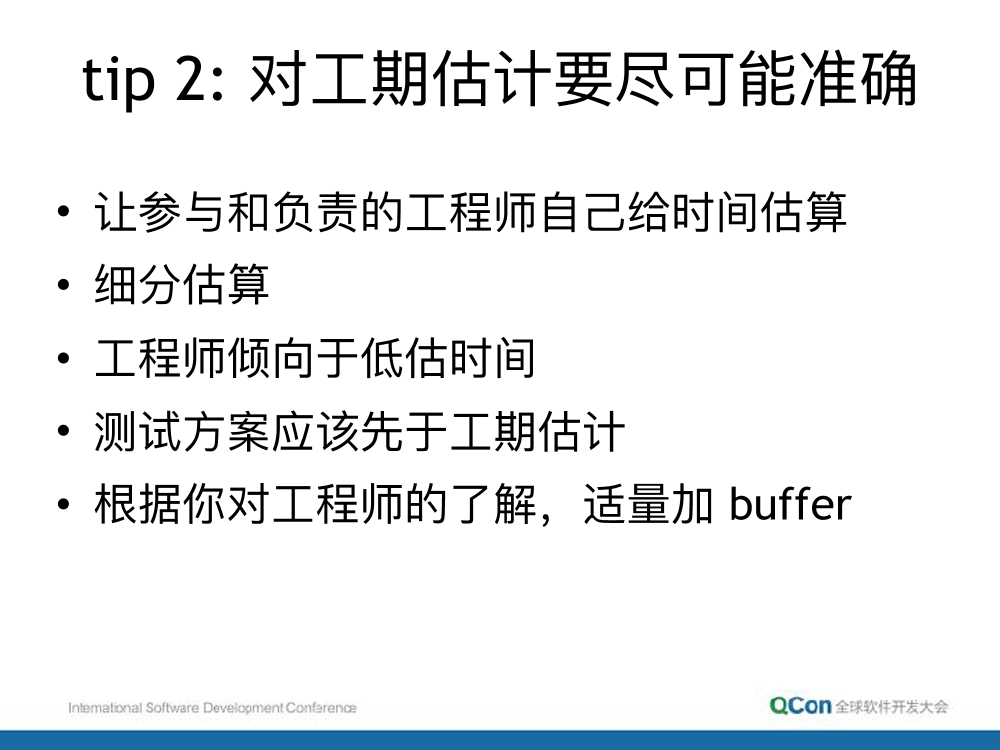 tip 2: 对工期估计要尽可能准确
• 让参与和负责的工程师自己给时间估算
• 细分估算
• 工程师倾向于低估时间
• 测试方案应该先于工期估计
• 根据你对工程师的了解，适量加 buffer
International Software Development Conference
QCon 全球软件开发大会